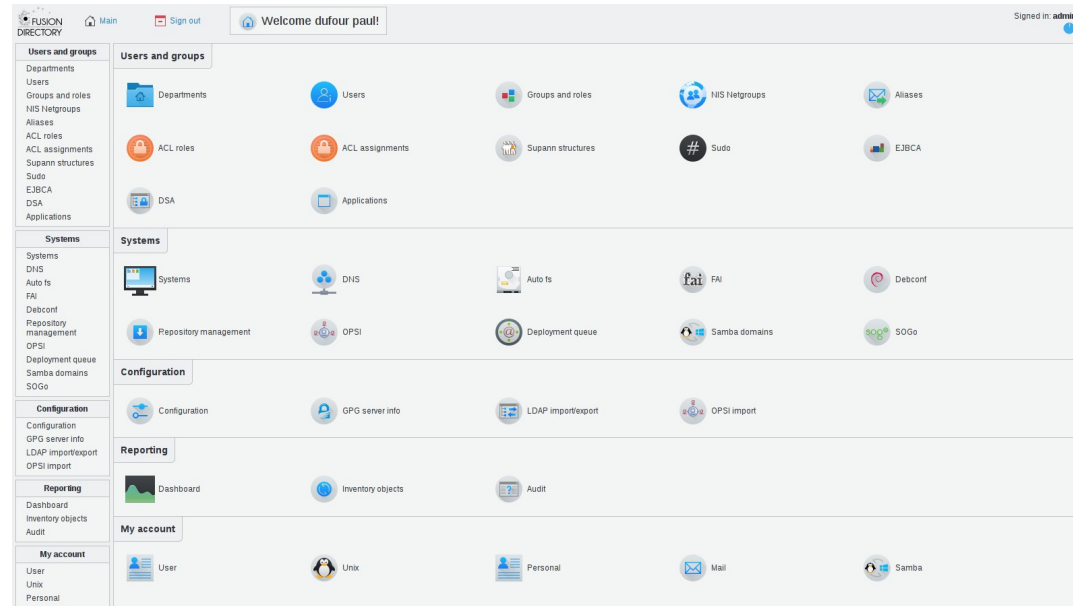 FUSION
DIRECTORY
Main
Sign out
Welcome dufour paul!
Signed in: admin
Users and groups
Departments
Users
Groups and roles
NIS Netgroups
Aliases
ACL roles
ACL assignments
Supann structures
Sudo
EJBCA
DSA
Applications
Systems
Systems
DNS
Auto fs
FAI
Debconf
Repository
management
OPSI
Deployment queue
Samba domains
SOGo
Configuration
Configuration
GPG server info
LDAP import/export
OPSI import
Reporting
Dashboard
Inventory objects
Audit
My account
User
Unix
Personal
Users and groups
Departments
Users
Groups and roles
NIS Netgroups
Aliases
ACL roles
ACL assignments
Supann structures
# Sudo
EJBCA
DSA
Applications
Systems
Systems
DNS
Auto fs
fai FAI
Debconf
Repository management
OPSI
@ Deployment queue
Samba domains
SOGo SOGo
Configuration
Configuration
GPG server info
LDAP import/export
OPSI import
Reporting
Dashboard
Inventory objects
? Audit
My account
User
Unix
Personal
Mail
Samba